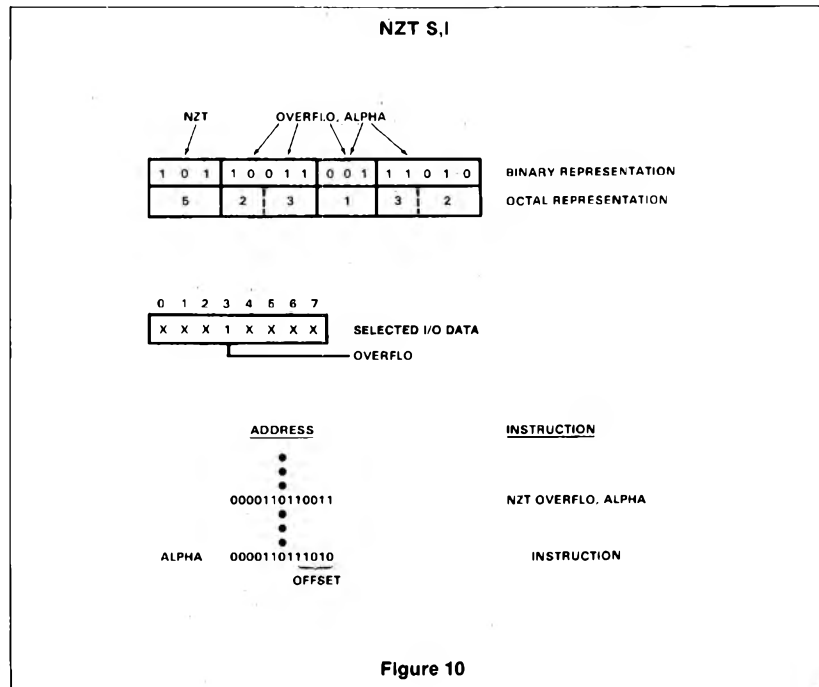 NZT S,I
NZT OVERFLO, ALPHA
1 0 1 1 0 0 1 1 0 0 1 1 1 0 1 0 BINARY REPRESENTATION
5 2 3 1 3 2 OCTAL REPRESENTATION
0 1 2 3 4 5 6 7
X X X 1 X X X X SELECTED I/O DATA
OVERFLO
ADDRESS INSTRUCTION
0000110110011 NZT OVERFLO, ALPHA
ALPHA 0000110111010 INSTRUCTION
OFFSET
Figure 10